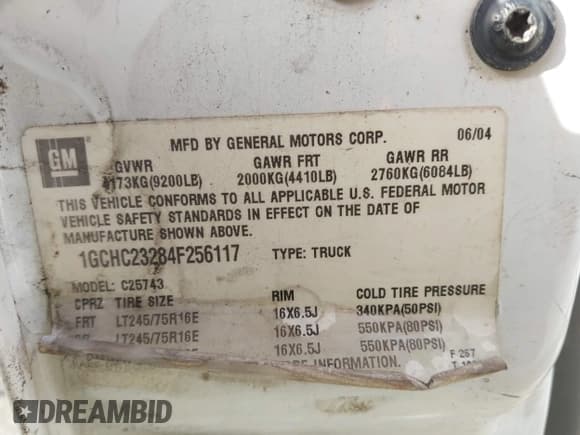 MFD BY GENERAL MOTORS CORP. 06/04
GM
GVWR GAWR FRT GAWR RR
4173KG(9200LB) 2000KG(4410LB) 2760KG(6084LB)
THIS VEHICLE CONFORMS TO ALL APPLICABLE U.S. FEDERAL MOTOR
VEHICLE SAFETY STANDARDS IN EFFECT ON THE DATE OF
MANUFACTURE SHOWN ABOVE.
1GCHC23284F256117 TYPE: TRUCK
MODEL: C25743
CPRZ TIRE SIZE RIM COLD TIRE PRESSURE
FRT LT245/75R16E 16X6.5J 340KPA(50PSI)
LT245/75R16E 16X6.5J 550KPA(80PSI)
16X6.5J 550KPA(80PSI)
INFORMATION. F 257
DREAMBID